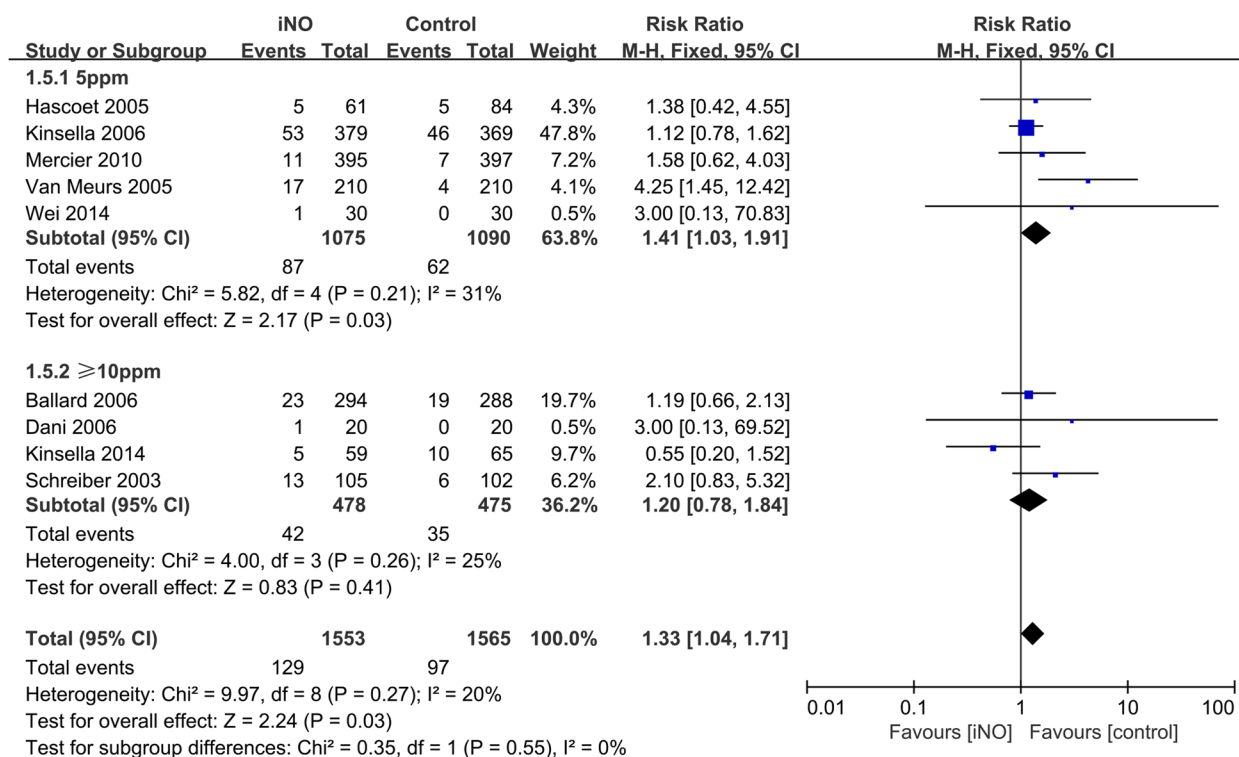 iNO Control Risk Ratio Risk Ratio
Study or Subgroup Events Total Events Total Weight M-H, Fixed, 95% CI M-H, Fixed, 95% CI
1.5.1 5ppm
Hascoet 2005 5 61 5 84 4.3% 1.38 [0.42, 4.55]
Kinsella 2006 53 379 46 369 47.8% 1.12 [0.78, 1.62]
Mercier 2010 11 395 7 397 7.2% 1.58 [0.62, 4.03]
Van Meurs 2005 17 210 4 210 4.1% 4.25 [1.45, 12.42]
Wei 2014 1 30 0 30 0.5% 3.00 [0.13, 70.83]
Subtotal (95% CI) 1075 1090 63.8% 1.41 [1.03, 1.91]
Total events 87 62
Heterogeneity: Chi² = 5.82, df = 4 (P = 0.21); I² = 31%
Test for overall effect: Z = 2.17 (P = 0.03)
1.5.2 ⩾10ppm
Ballard 2006 23 294 19 288 19.7% 1.19 [0.66, 2.13]
Dani 2006 1 20 0 20 0.5% 3.00 [0.13, 69.52]
Kinsella 2014 5 59 10 65 9.7% 0.55 [0.20, 1.52]
Schreiber 2003 13 105 6 102 6.2% 2.10 [0.83, 5.32]
Subtotal (95% CI) 478 475 36.2% 1.20 [0.78, 1.84]
Total events 42 35
Heterogeneity: Chi² = 4.00, df = 3 (P = 0.26); I² = 25%
Test for overall effect: Z = 0.83 (P = 0.41)
Total (95% CI) 1553 1565 100.0% 1.33 [1.04, 1.71]
Total events 129 97
Heterogeneity: Chi² = 9.97, df = 8 (P = 0.27); I² = 20%
Test for overall effect: Z = 2.24 (P = 0.03)
Test for subgroup differences: Chi² = 0.35, df = 1 (P = 0.55), I² = 0%
0.01 0.1 1 10 100
Favours [iNO] Favours [control]